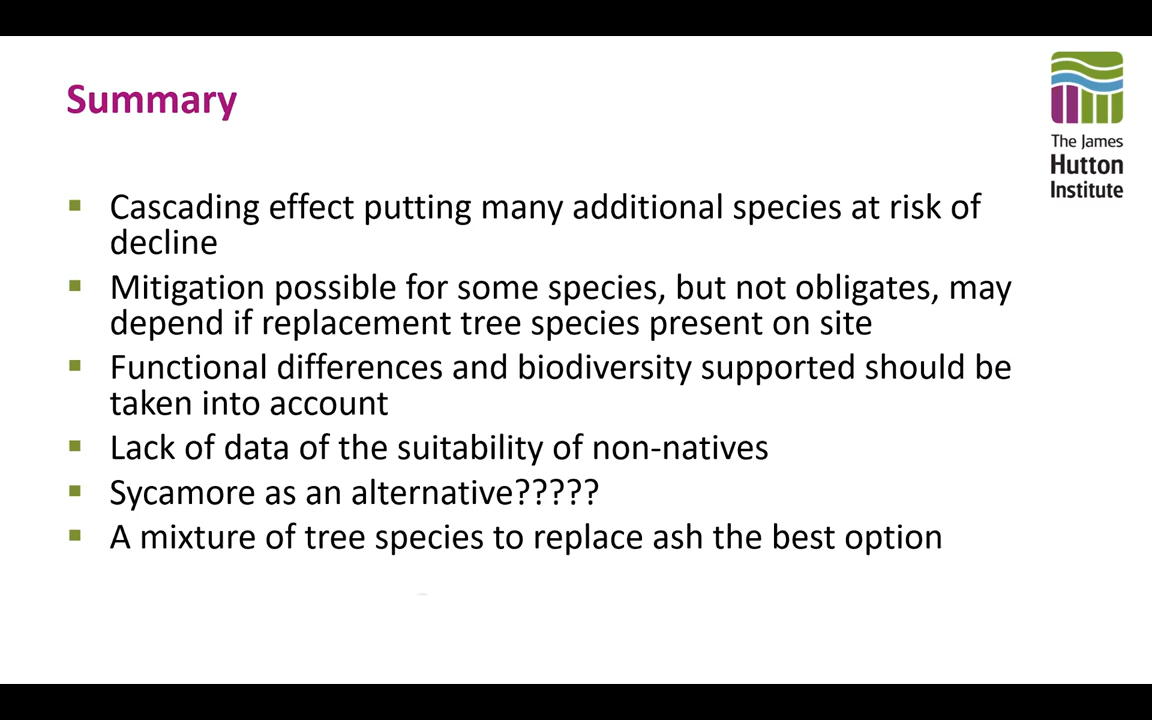 Summary
The James
Hutton
Institute
Cascading effect putting many additional species at risk of
decline
Mitigation possible for some species, but not obligates, may
depend if replacement tree species present on site
Functional differences and biodiversity supported should be
taken into account
Lack of data of the suitability of non-natives
Sycamore as an alternative?????
A mixture of tree species to replace ash the best option